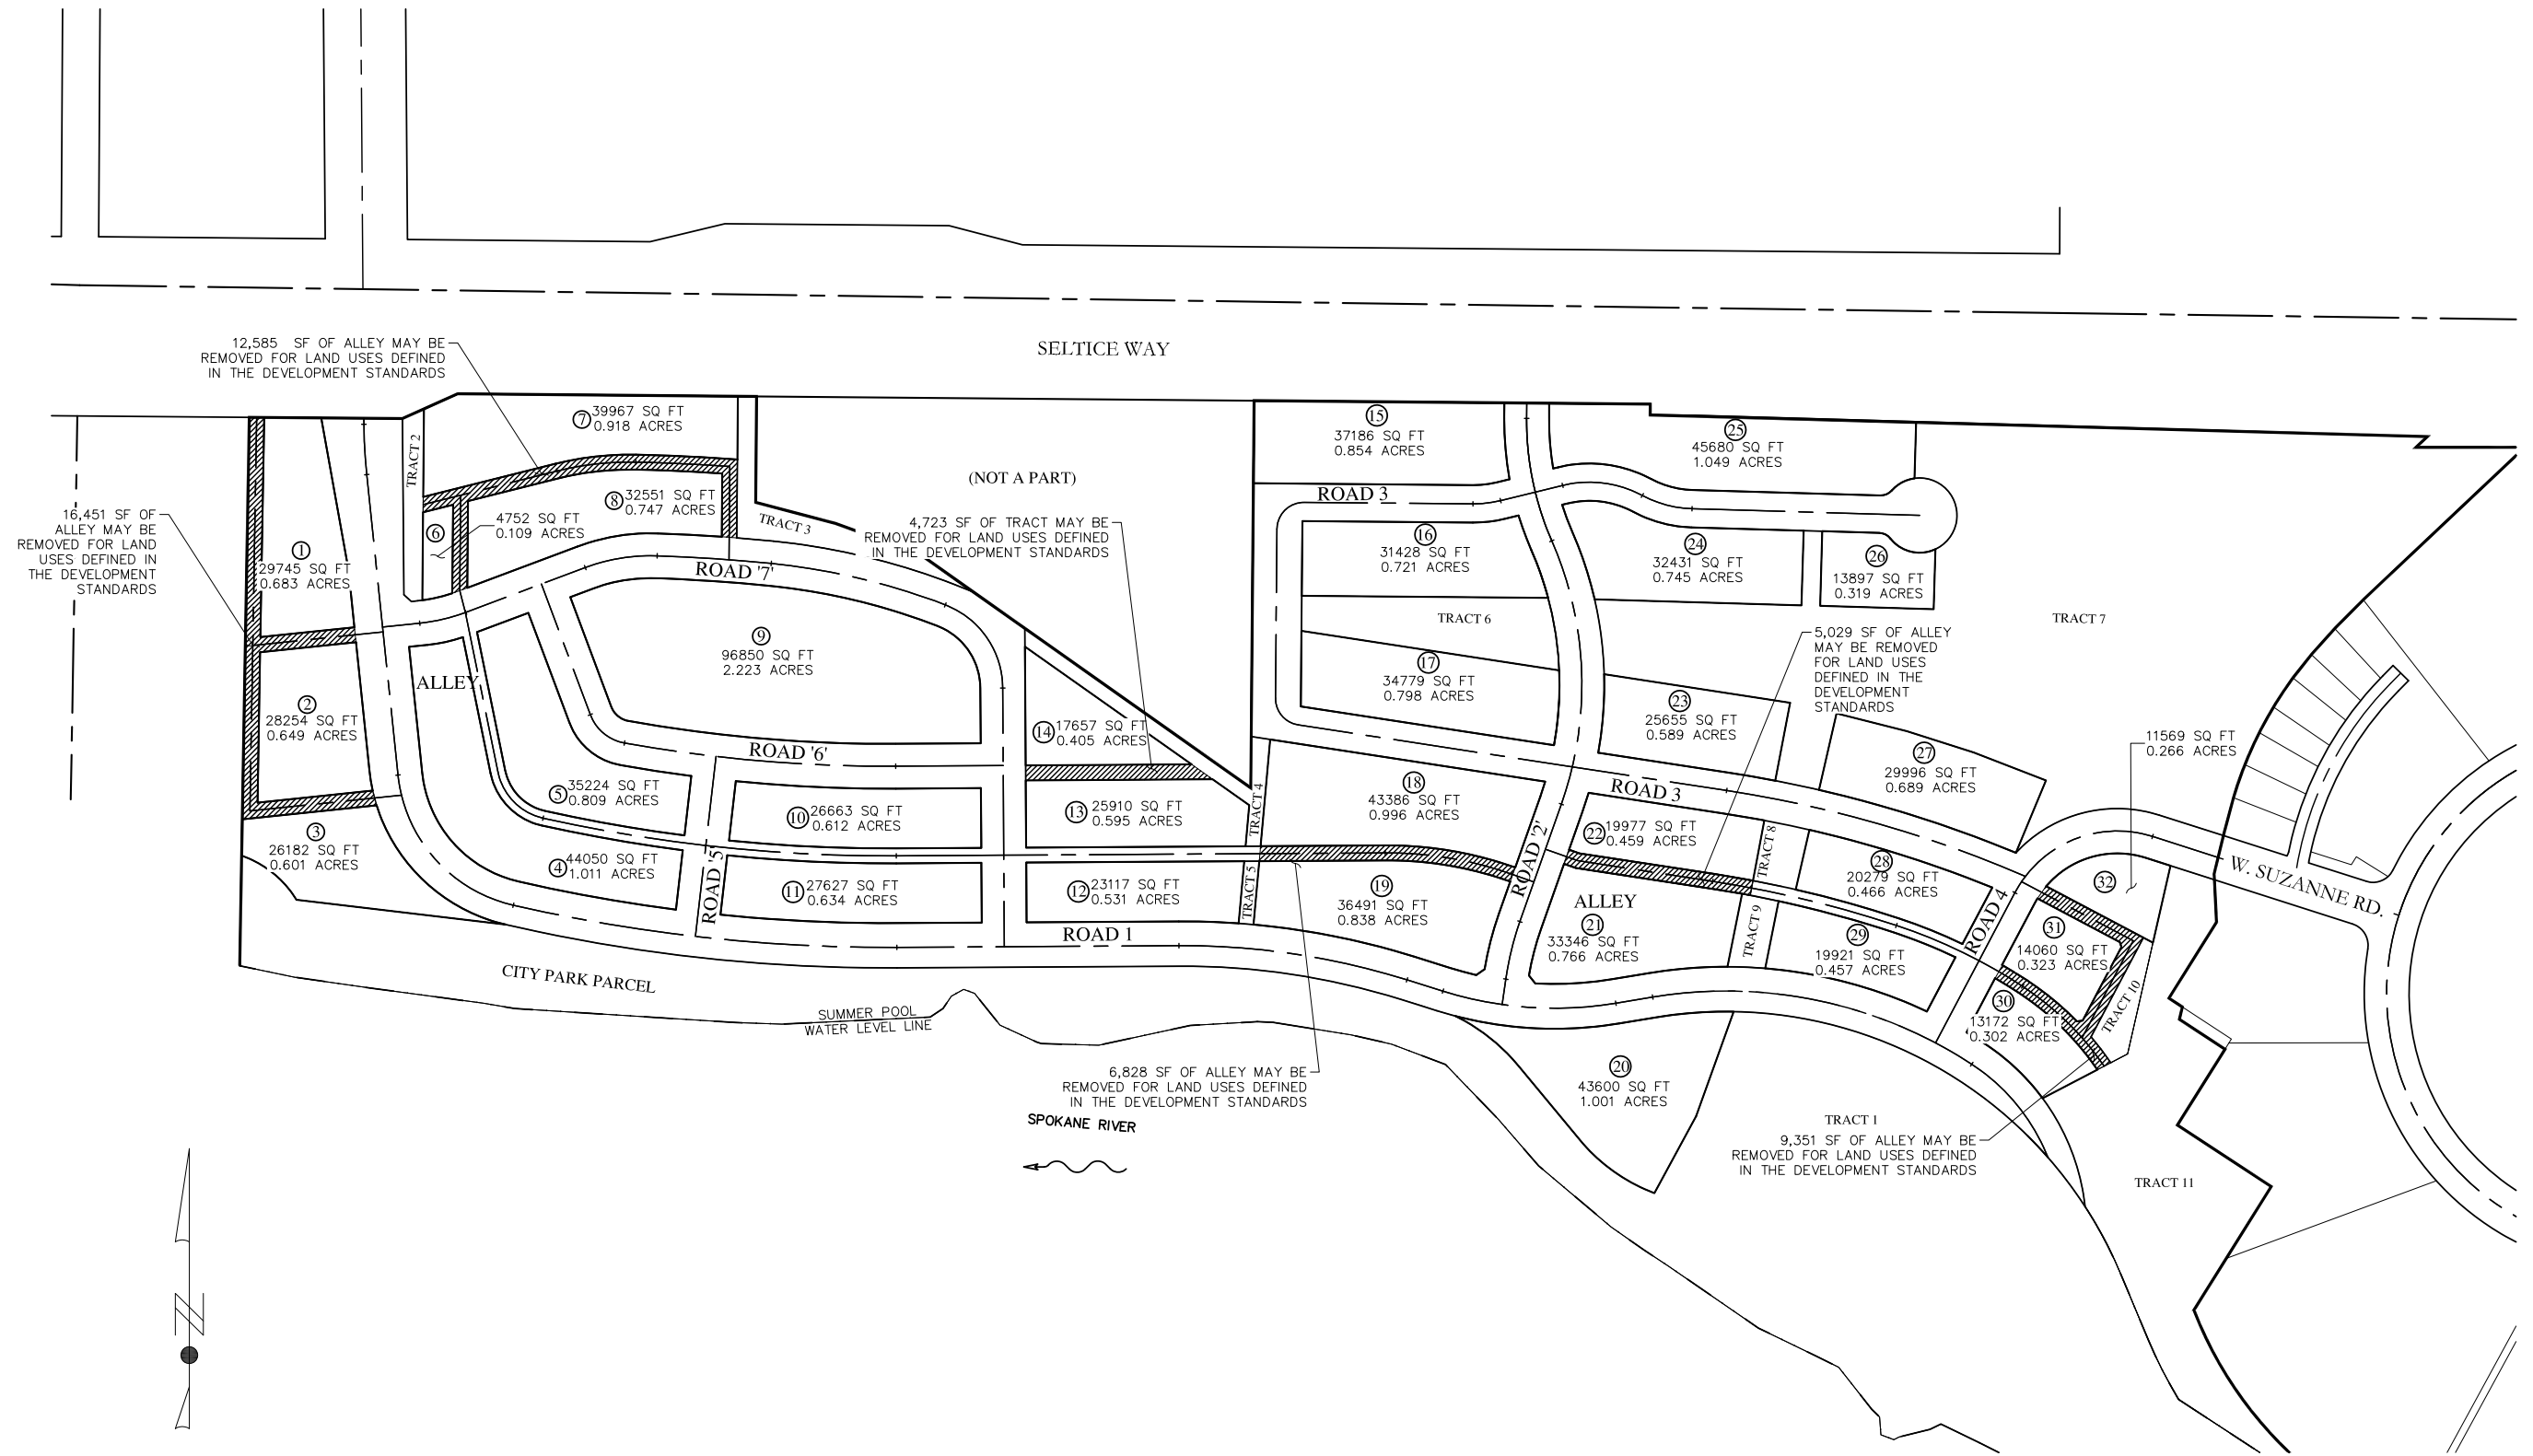 SELTICE WAY
12,585 SF OF ALLEY MAY BE
REMOVED FOR LAND USES DEFINED
IN THE DEVELOPMENT STANDARDS
16,451 SF OF
ALLEY MAY BE
REMOVED FOR LAND
USES DEFINED IN
THE DEVELOPMENT
STANDARDS
1
29745 SQ FT
0.683 ACRES
2
28254 SQ FT
0.649 ACRES
3
26182 SQ FT
0.601 ACRES
TRACT 2
7
39967 SQ FT
0.918 ACRES
8
32551 SQ FT
0.747 ACRES
6
4752 SQ FT
0.109 ACRES
TRACT 3
ROAD '7'
9
96850 SQ FT
2.223 ACRES
ALLEY
ROAD '6'
5
35224 SQ FT
0.809 ACRES
4
44050 SQ FT
1.011 ACRES
ROAD '5'
10
26663 SQ FT
0.612 ACRES
11
27627 SQ FT
0.634 ACRES
(NOT A PART)
4,723 SF OF TRACT MAY BE
REMOVED FOR LAND USES DEFINED
IN THE DEVELOPMENT STANDARDS
14
17657 SQ FT
0.405 ACRES
13
25910 SQ FT
0.595 ACRES
12
23117 SQ FT
0.531 ACRES
TRACT 4
TRACT 5
ROAD 1
CITY PARK PARCEL
SUMMER POOL
WATER LEVEL LINE
6,828 SF OF ALLEY MAY BE
REMOVED FOR LAND USES DEFINED
IN THE DEVELOPMENT STANDARDS
SPOKANE RIVER
15
37186 SQ FT
0.854 ACRES
ROAD 3
16
31428 SQ FT
0.721 ACRES
TRACT 6
17
34779 SQ FT
0.798 ACRES
18
43386 SQ FT
0.996 ACRES
19
36491 SQ FT
0.838 ACRES
ROAD '2'
25
45680 SQ FT
1.049 ACRES
24
32431 SQ FT
0.745 ACRES
26
13897 SQ FT
0.319 ACRES
TRACT 7
5,029 SF OF ALLEY
MAY BE REMOVED
FOR LAND USES
DEFINED IN THE
DEVELOPMENT
STANDARDS
23
25655 SQ FT
0.589 ACRES
27
29996 SQ FT
0.689 ACRES
ROAD 3
22
19977 SQ FT
0.459 ACRES
TRACT 8
28
20279 SQ FT
0.466 ACRES
ALLEY
21
33346 SQ FT
0.766 ACRES
TRACT 9
29
19921 SQ FT
0.457 ACRES
ROAD 4
11569 SQ FT
0.266 ACRES
32
31
14060 SQ FT
0.323 ACRES
30
13172 SQ FT
0.302 ACRES
TRACT 10
W. SUZANNE RD.
20
43600 SQ FT
1.001 ACRES
TRACT 1
9,351 SF OF ALLEY MAY BE
REMOVED FOR LAND USES DEFINED
IN THE DEVELOPMENT STANDARDS
TRACT 11
N